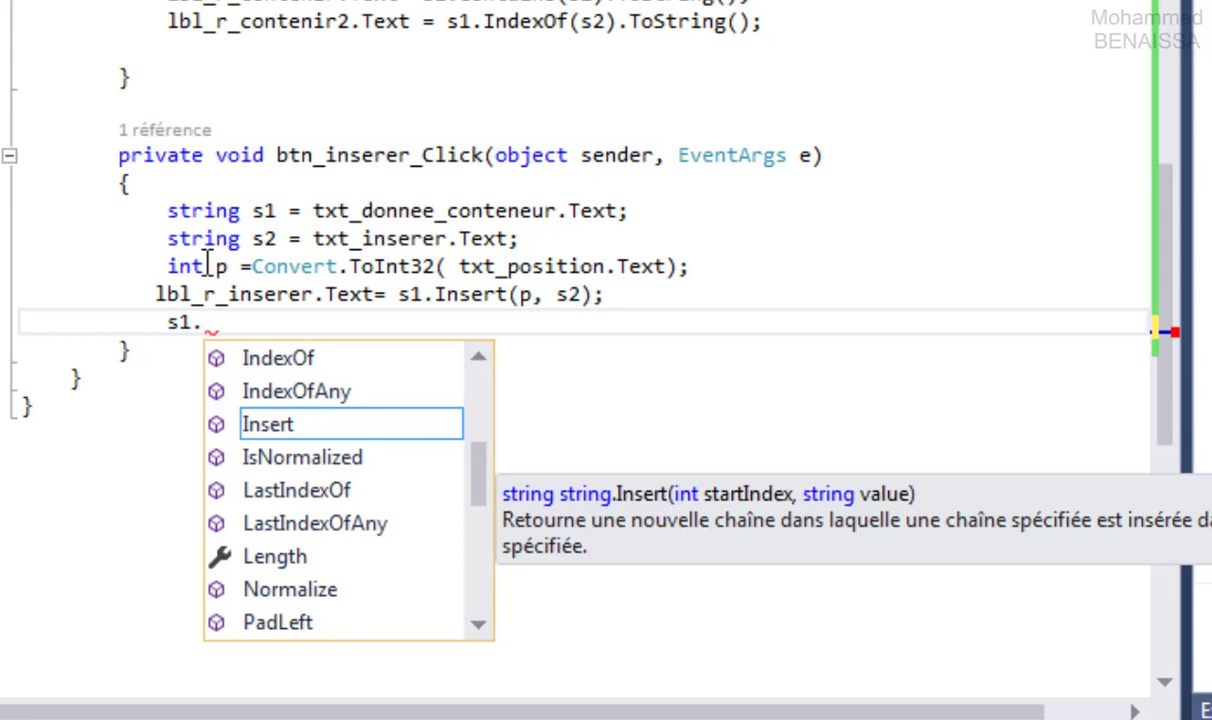 Mohammed
BENAISSA
lbl_r_contenir2.Text = s1.IndexOf(s2).ToString();
}
1 référence
private void btn_inserer_Click(object sender, EventArgs e)
{
string s1 = txt_donnee_conteneur.Text;
string s2 = txt_inserer.Text;
int p =Convert.ToInt32( txt_position.Text);
lbl_r_inserer.Text= s1.Insert(p, s2);
s1.
}
}
}
IndexOf
IndexOfAny
Insert
IsNormalized
LastIndexOf
LastIndexOfAny
Length
Normalize
PadLeft
string string.Insert(int startIndex, string value)
Retourne une nouvelle chaîne dans laquelle une chaîne spécifiée est insérée
spécifiée.